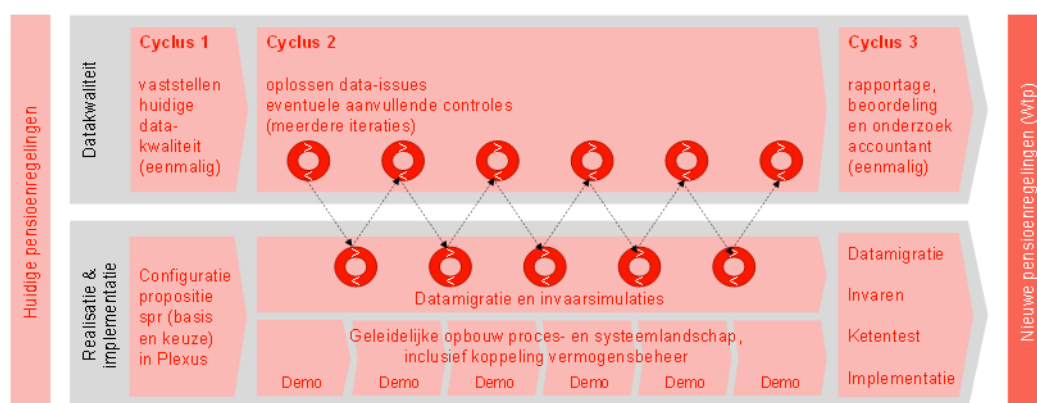 Huidige pensioenregelingen
Datakwaliteit
Cyclus 1
vaststellen
huidige
data-
kwaliteit
(eenmalig)
Cyclus 2
oplossen data-issues
eventuele aanvullende controles
(meerdere iteraties)
Cyclus 3
rapportage,
beoordeling
en onderzoek
accountant
(eenmalig)
Realisatie &
implementatie
Configuratie
propositie
spr (basis
en keuze)
in Plexus
Datamigratie en invaarsimulaties
Geleidelijke opbouw proces- en systeemlandschap,
inclusief koppeling vermogensbeheer
Demo
Demo
Demo
Demo
Demo
Demo
Datamigratie
Invaren
Ketentest
Implementatie
Nieuwe pensioenregelingen (Wtp)